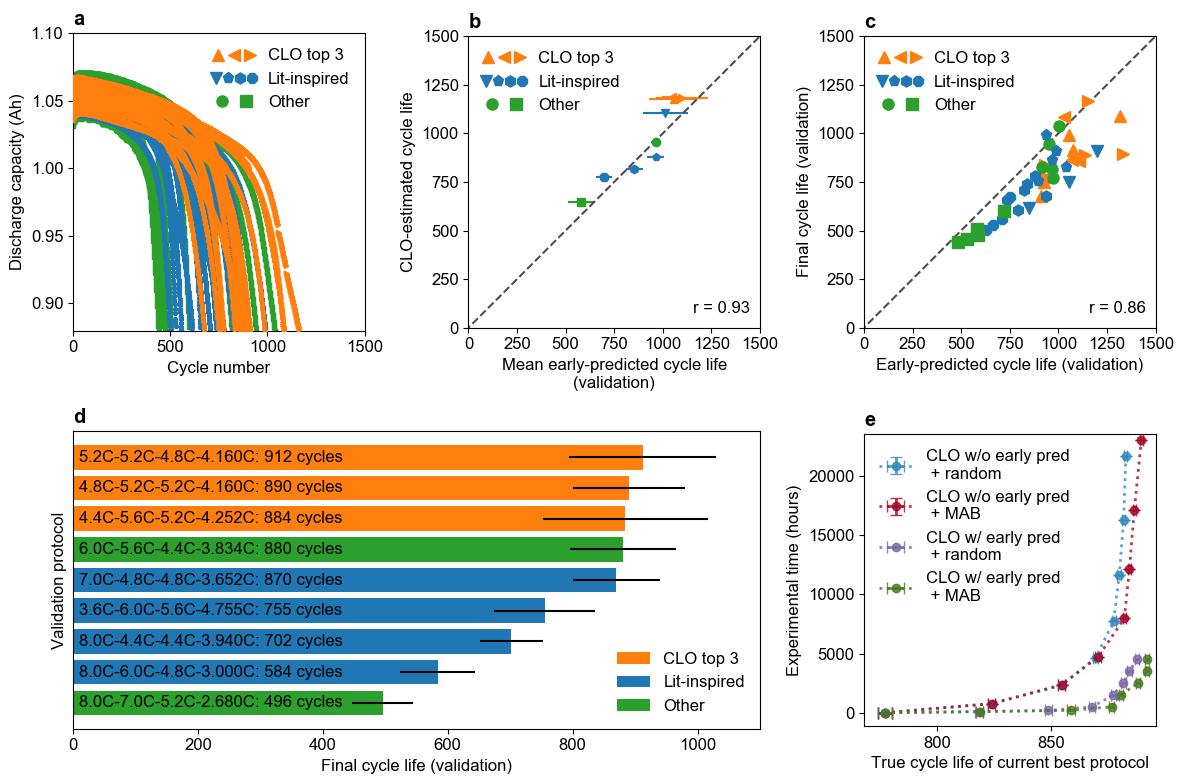 a
1.10
1.05
1.00
0.95
0.90
Discharge capacity (Ah)
CLO top 3
Lit-inspired
Other
0
500
1000
1500
Cycle number
b
1500
1250
1000
750
500
250
0
CLO-estimated cycle life
CLO top 3
Lit-inspired
Other
r = 0.93
0
250
500
750
1000
1250
1500
Mean early-predicted cycle life
(validation)
c
1500
1250
1000
750
500
250
0
Final cycle life (validation)
CLO top 3
Lit-inspired
Other
r = 0.86
0
250
500
750
1000
1250
1500
Early-predicted cycle life (validation)
d
Validation protocol
5.2C-5.2C-4.8C-4.160C: 912 cycles
4.8C-5.2C-5.2C-4.160C: 890 cycles
4.4C-5.6C-5.2C-4.252C: 884 cycles
6.0C-5.6C-4.4C-3.834C: 880 cycles
7.0C-4.8C-4.8C-3.652C: 870 cycles
3.6C-6.0C-5.6C-4.755C: 755 cycles
8.0C-4.4C-4.4C-3.940C: 702 cycles
8.0C-6.0C-4.8C-3.000C: 584 cycles
8.0C-7.0C-5.2C-2.680C: 496 cycles
CLO top 3
Lit-inspired
Other
0
200
400
600
800
1000
Final cycle life (validation)
e
20000
15000
10000
5000
0
Experimental time (hours)
CLO w/o early pred
+ random
CLO w/o early pred
+ MAB
CLO w/ early pred
+ random
CLO w/ early pred
+ MAB
800
850
True cycle life of current best protocol